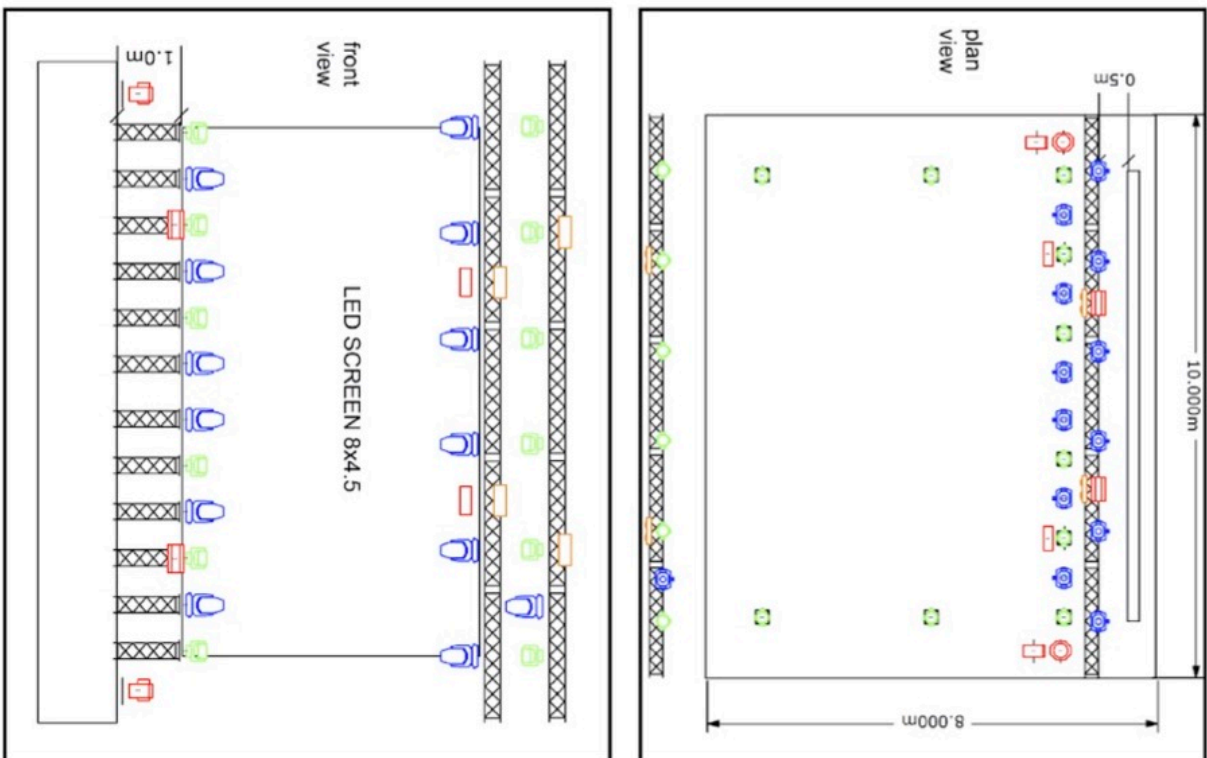 front
view
1.0m
LED SCREEN 8x4.5
plan
view
0.5m
10.000m
8.000m